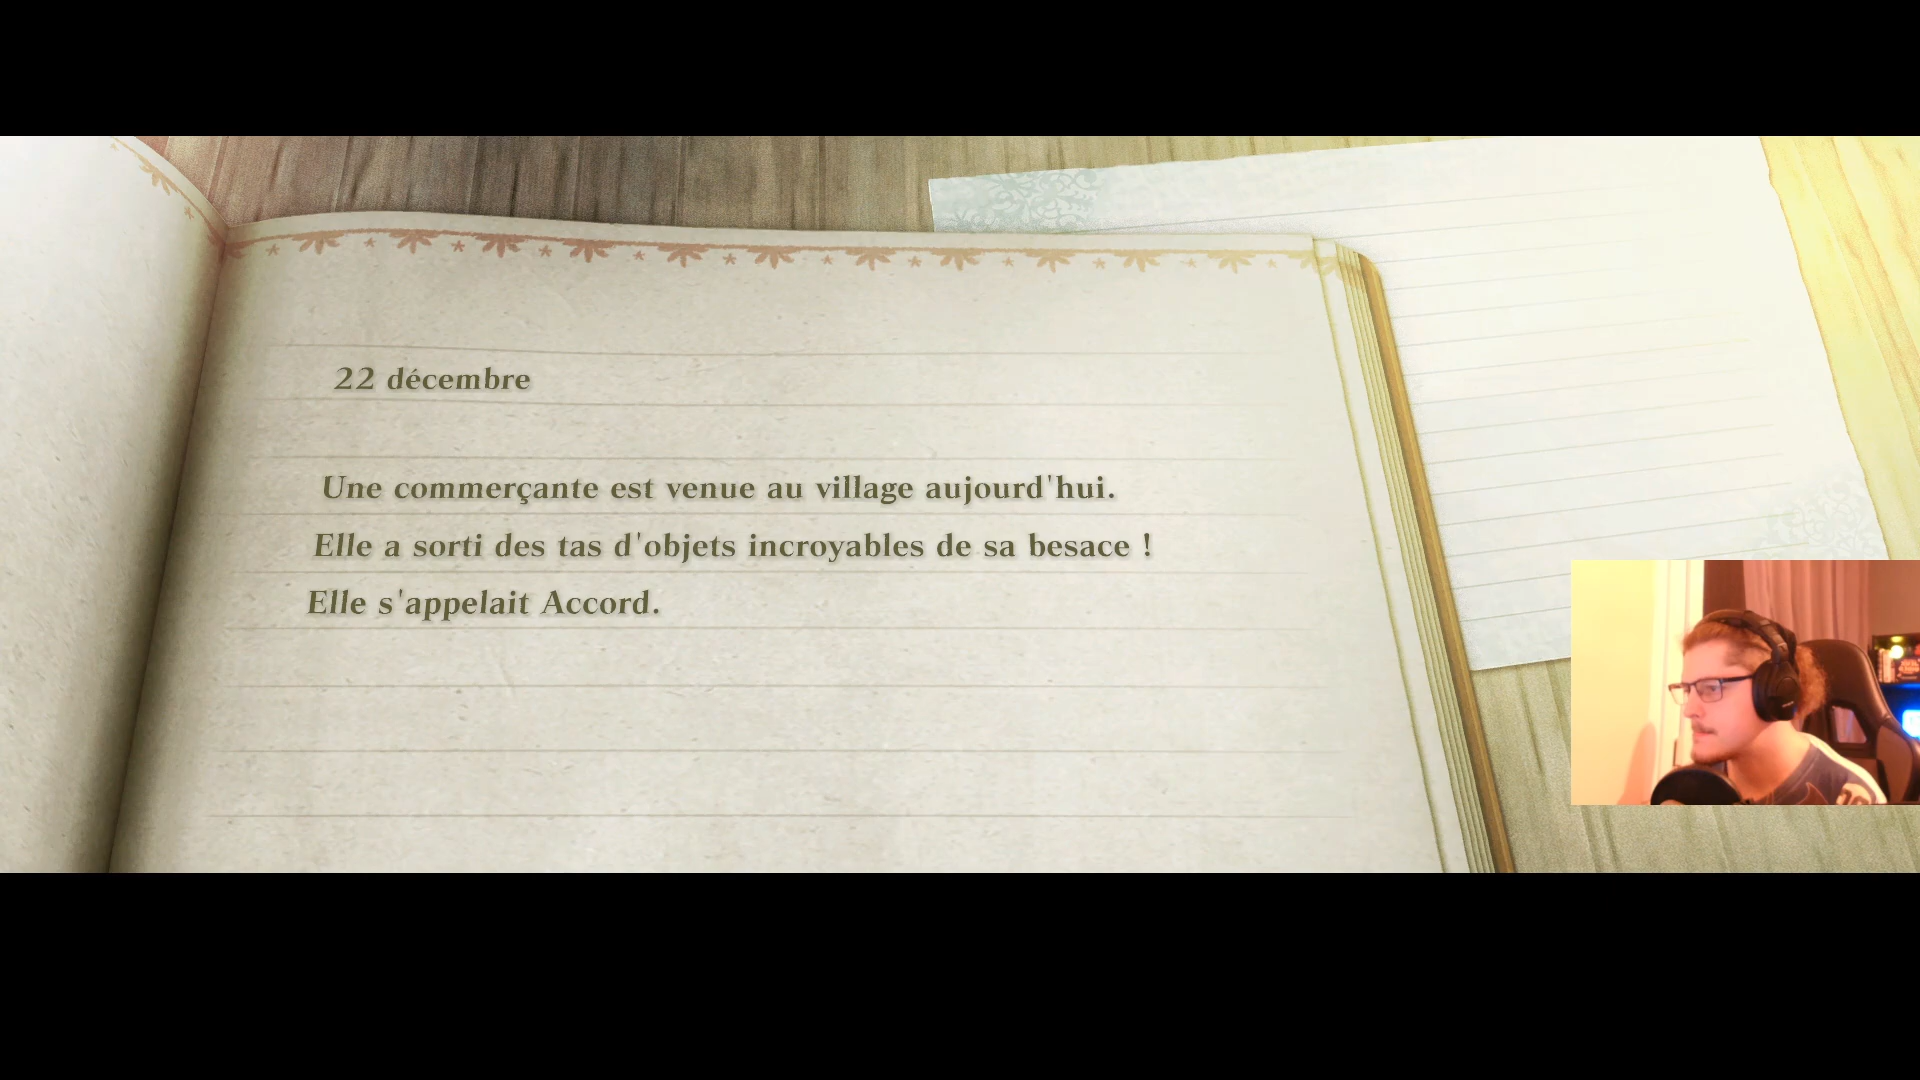 22 décembre
Une commerçante est venue au village aujourd'hui.
Elle a sorti des tas d'objets incroyables de sa besace !
Elle s'appelait Accord.